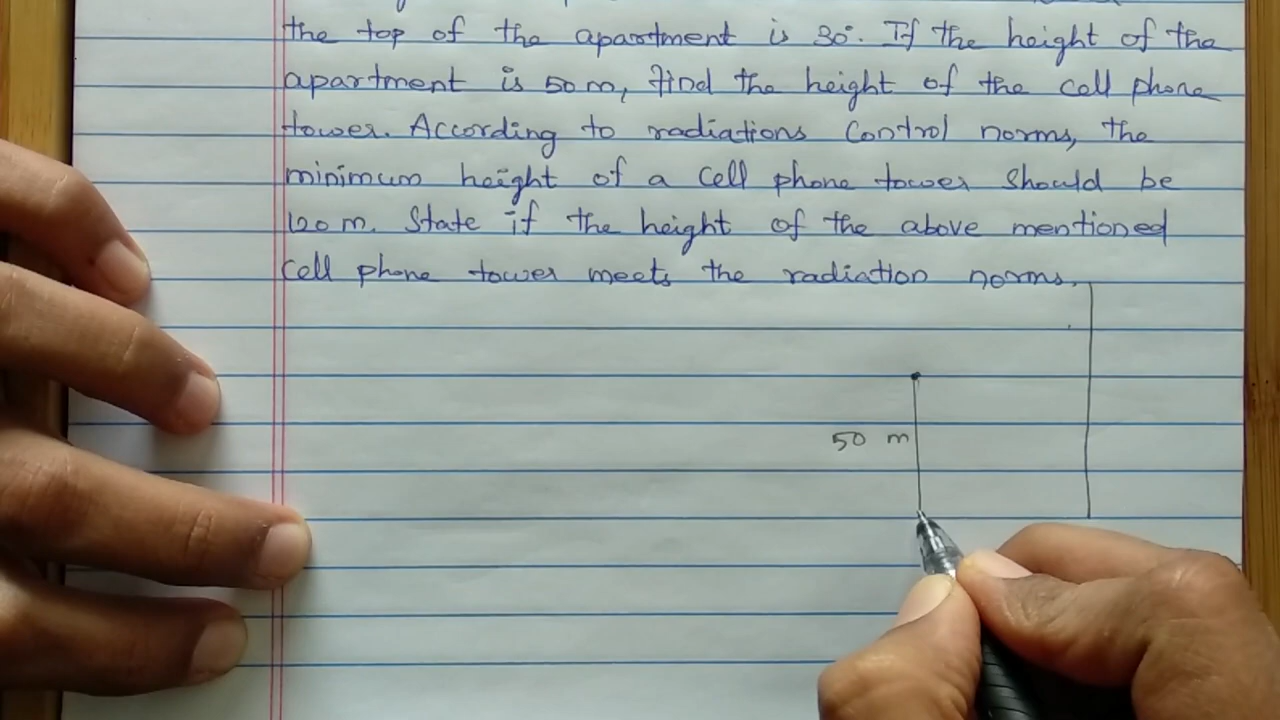 the top of the apartment is 30°. If the height of the
apartment is 50 m, find the height of the cell phone
tower. According to radiations control norms, the
minimum height of a cell phone tower should be
120 m. State if the height of the above mentioned
cell phone tower meets the radiation norms.
50 m